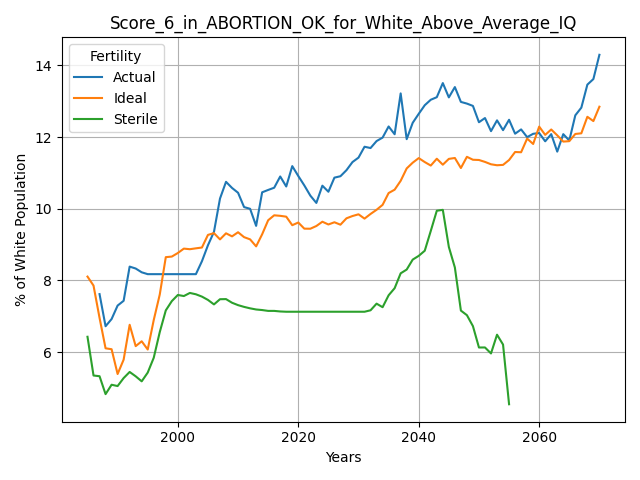 Score_6_in_ABORTION_OK_for_White_Above_Average_IQ
Fertility
Actual
Ideal
Sterile
% of White Population
14
12
10
8
6
2000
2020
2040
2060
Years